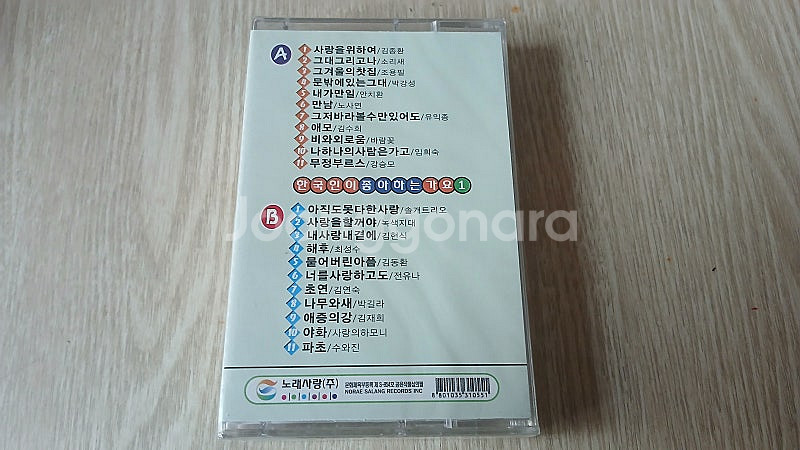 A
1 사랑을위하여/김종환
2 그대그리고나/소리새
3 그겨울의찻집/조용필
4 문밖에있는그대/박강성
5 내가만일/안치환
6 만남/노사연
7 그저바라볼수만있어도/유익종
8 애모/김수희
9 비와외로움/바람꽃
10 나하나의사람은가고/임희숙
11 무정부르스/강승모
한국인이좋아하는가요1
B
1 아직도못다한사랑/솔개트리오
2 사랑을할꺼야/녹색지대
3 내사랑내곁에/김현식
4 해후/최성수
5 묻어버린아픔/김동환
6 너를사랑하고도/전유나
7 초연/김연숙
8 나무와새/박길라
9 애증의강/김재희
10 야화/사랑의하모니
11 파초/수와진
Joonggonara
노래사랑(주)
NORAE SALANG RECORDS INC
8 801035 310551